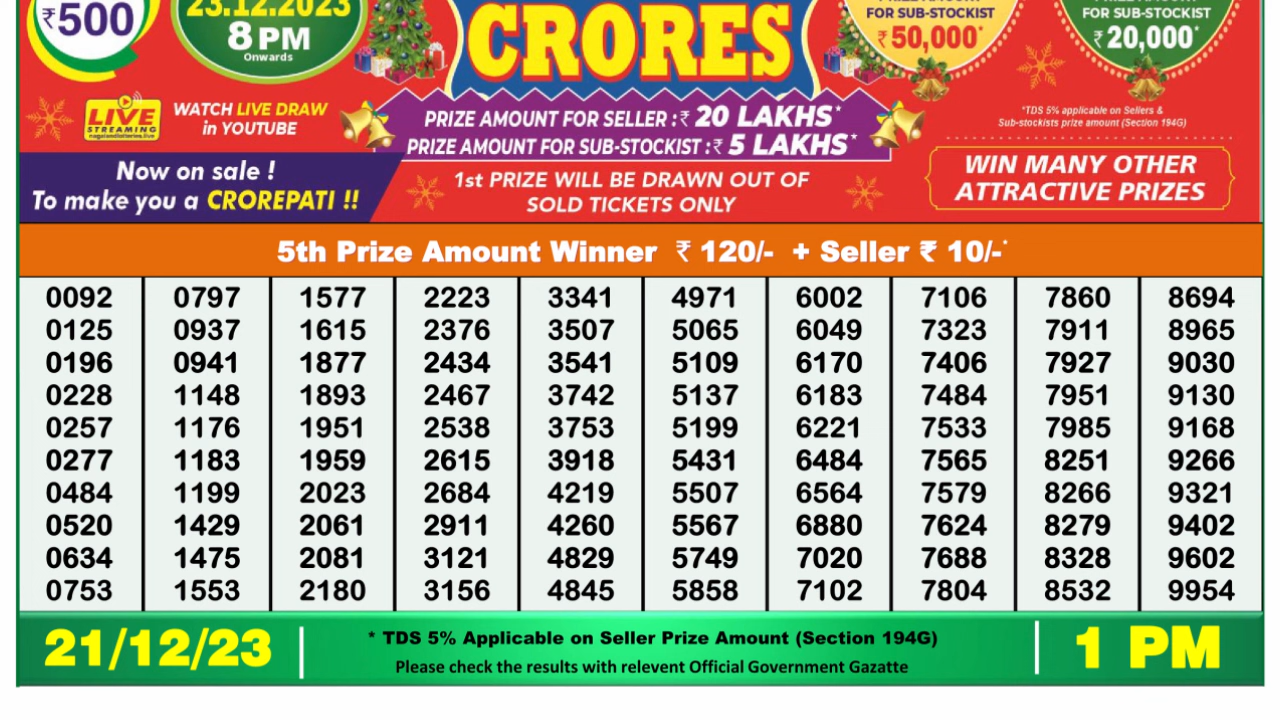 ₹500
23.12.2023
8 PM
Onwards
CRORES
FOR SUB-STOCKIST
₹ 50,000*
FOR SUB-STOCKIST
₹ 20,000*
LIVE
STREAMING
nagalandlotteries.live
WATCH LIVE DRAW
in YOUTUBE
PRIZE AMOUNT FOR SELLER :₹ 20 LAKHS*
PRIZE AMOUNT FOR SUB-STOCKIST :₹ 5 LAKHS*
*TDS 5% applicable on Sellers &
Sub-stockists prize amount (Section 194G)
Now on sale !
To make you a CROREPATI !!
1st PRIZE WILL BE DRAWN OUT OF
SOLD TICKETS ONLY
WIN MANY OTHER
ATTRACTIVE PRIZES
5th Prize Amount Winner ₹ 120/- + Seller ₹ 10/-*
0092 0797 1577 2223 3341 4971 6002 7106 7860 8694
0125 0937 1615 2376 3507 5065 6049 7323 7911 8965
0196 0941 1877 2434 3541 5109 6170 7406 7927 9030
0228 1148 1893 2467 3742 5137 6183 7484 7951 9130
0257 1176 1951 2538 3753 5199 6221 7533 7985 9168
0277 1183 1959 2615 3918 5431 6484 7565 8251 9266
0484 1199 2023 2684 4219 5507 6564 7579 8266 9321
0520 1429 2061 2911 4260 5567 6880 7624 8279 9402
0634 1475 2081 3121 4829 5749 7020 7688 8328 9602
0753 1553 2180 3156 4845 5858 7102 7804 8532 9954
21/12/23
* TDS 5% Applicable on Seller Prize Amount (Section 194G)
Please check the results with relevent Official Government Gazatte
1 PM